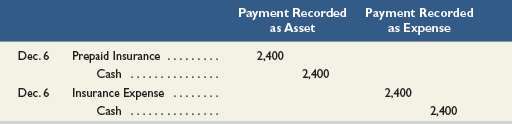 Payment Recorded Payment Recorded
as Asset as Expense
Dec. 6 Prepaid Insurance ......... 2,400
Cash ............... 2,400
Dec. 6 Insurance Expense ........ 2,400
Cash ............... 2,400